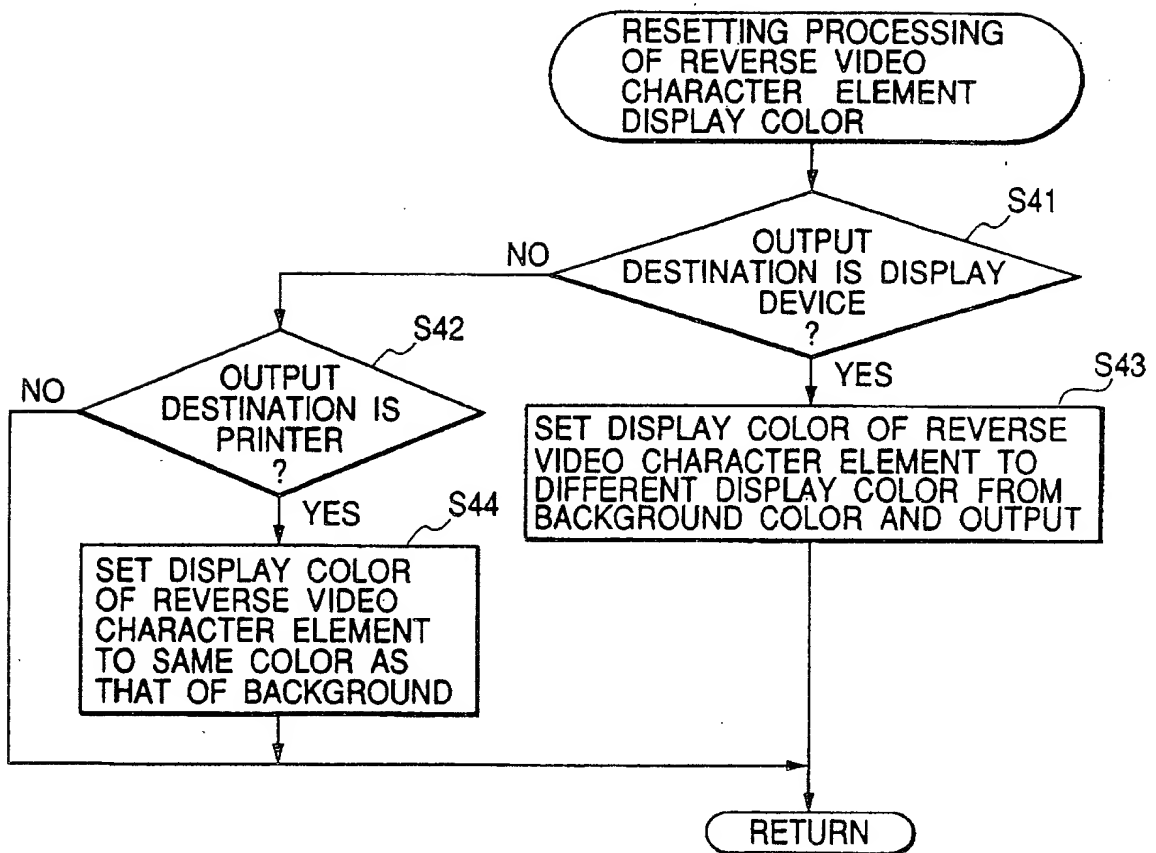 RESETTING PROCESSING
OF REVERSE VIDEO
CHARACTER ELEMENT
DISPLAY COLOR
S41
OUTPUT
DESTINATION IS DISPLAY
DEVICE
?
NO
YES
S42
OUTPUT
DESTINATION IS
PRINTER
?
NO
YES
S43
SET DISPLAY COLOR OF REVERSE
VIDEO CHARACTER ELEMENT TO
DIFFERENT DISPLAY COLOR FROM
BACKGROUND COLOR AND OUTPUT
S44
SET DISPLAY COLOR
OF REVERSE VIDEO
CHARACTER ELEMENT
TO SAME COLOR AS
THAT OF BACKGROUND
RETURN